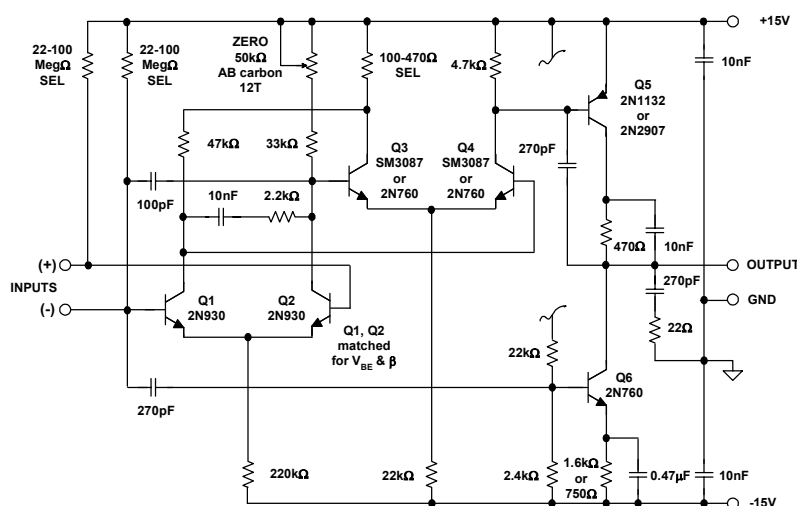 22-100
MegΩ
SEL
22-100
MegΩ
SEL
ZERO
50kΩ
AB carbon
12T
100-470Ω
SEL
4.7kΩ
+15V
10nF
Q5
2N1132
or
2N2907
47kΩ
33kΩ
Q3
SM3087
or
2N760
Q4
SM3087
or
2N760
270pF
100pF
10nF
2.2kΩ
470Ω
10nF
(+)
INPUTS
(-)
OUTPUT
270pF
GND
Q1
2N930
Q2
2N930
Q1, Q2
matched
for VBE & β
22Ω
22kΩ
Q6
2N760
270pF
220kΩ
22kΩ
2.4kΩ
1.6kΩ
or
750Ω
0.47μF
10nF
-15V